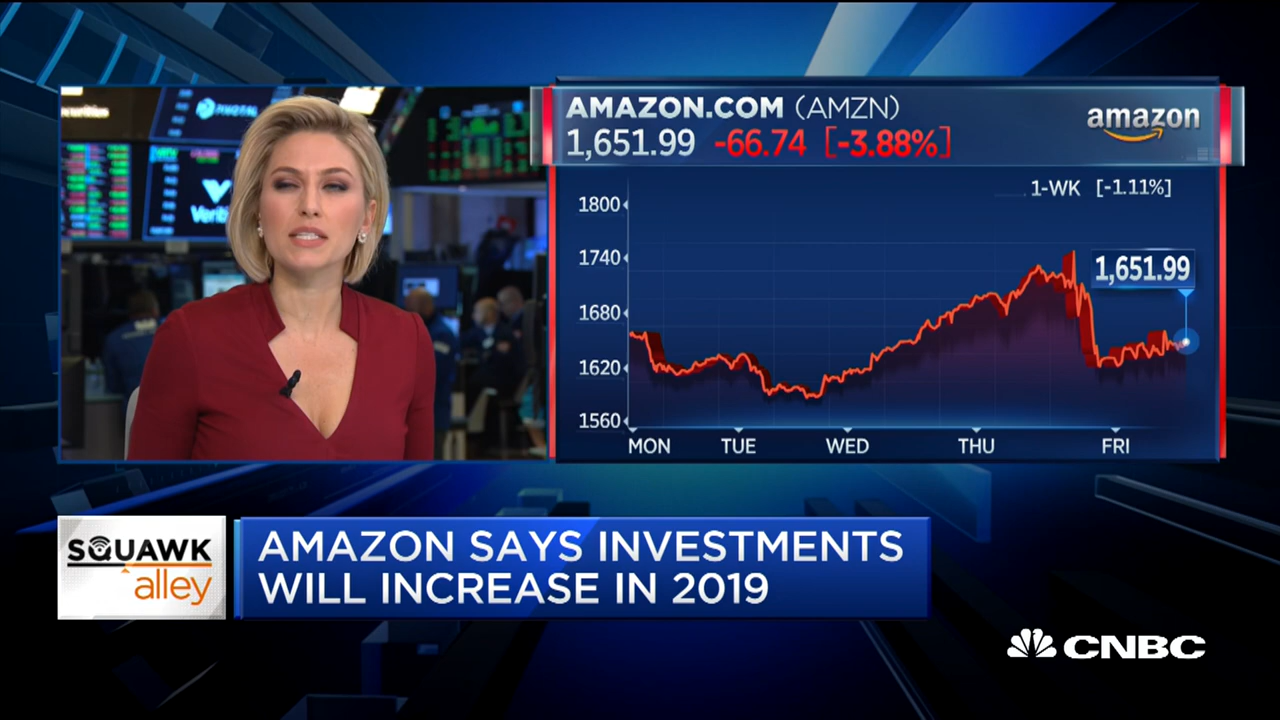 AMAZON.COM (AMZN)
1,651.99 -66.74 [-3.88%]
amazon
1-WK [-1.11%]
1800
1740
1680
1620
1560
1,651.99
MON TUE WED THU FRI
SQUAWK
alley
AMAZON SAYS INVESTMENTS
WILL INCREASE IN 2019
CNBC